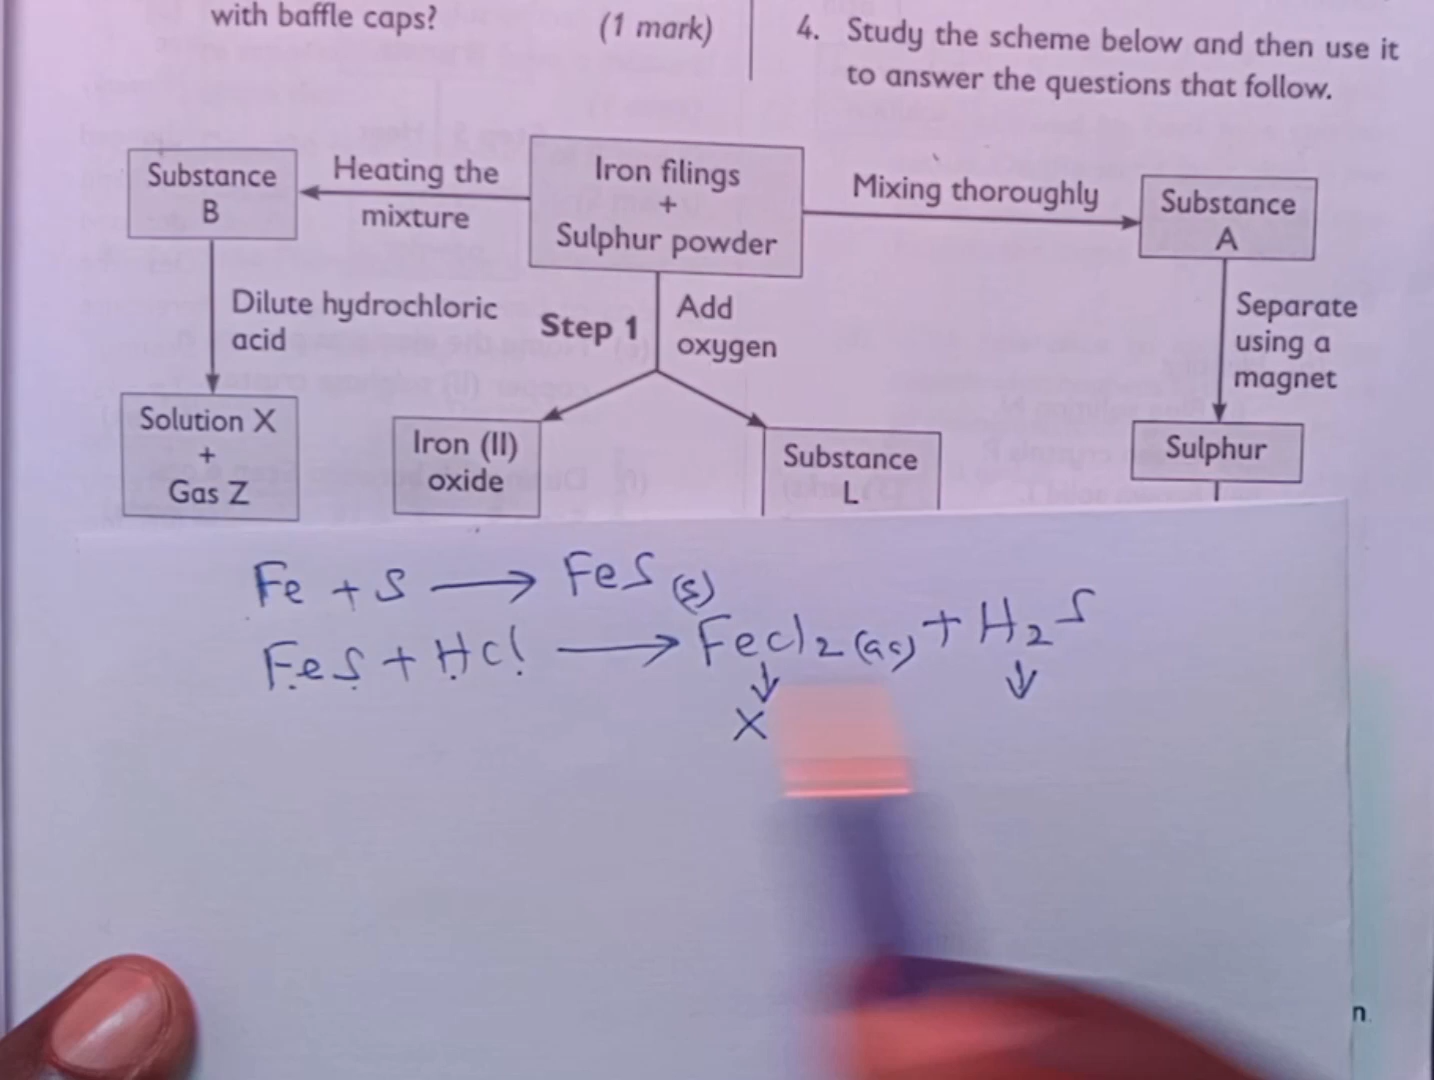 with baffle caps?
(1 mark)
4. Study the scheme below and then use it
to answer the questions that follow.
Substance
B
Heating the
mixture
Iron filings
+
Sulphur powder
Mixing thoroughly
Substance
A
Dilute hydrochloric
acid
Step 1
Add
oxygen
Separate
using a
magnet
Solution X
+
Gas Z
Iron (II)
oxide
Substance
L
Sulphur
Fe + S → FeS (s)
FeS + HCl → FeCl2 (aq) + H2S
X
n.